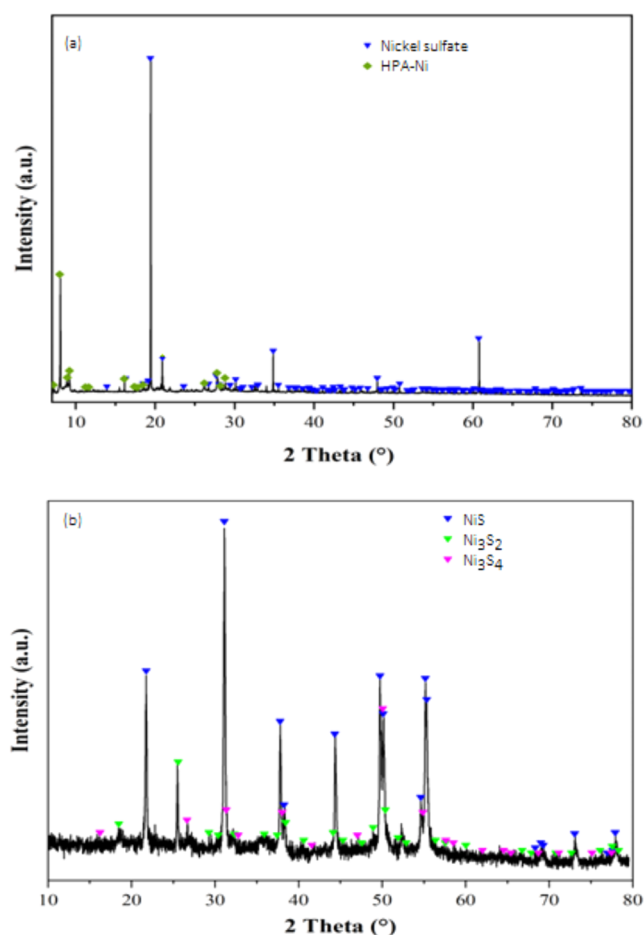 (a)
Nickel sulfate
HPA-Ni
Intensity (a.u.)
10 20 30 40 50 60 70 80
2 Theta (°)
(b)
NiS
Ni3S2
Ni3S4
Intensity (a.u.)
10 20 30 40 50 60 70 80
2 Theta (°)